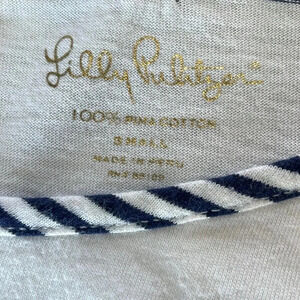 Lilly Pulitzer
100% PIMA COTTON
SMALL
MADE IN PERU